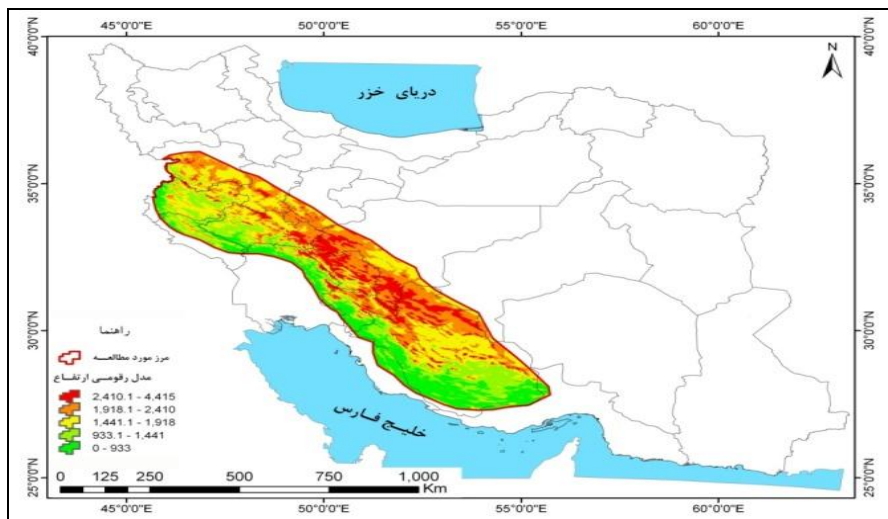 45°0'0"E 50°0'0"E 55°0'0"E 60°0'0"E
40°0'0"N 40°0'0"N
N
دریای خزر
35°0'0"N 35°0'0"N
30°0'0"N 30°0'0"N
راهنما
مرز مورد مطالعه
مدل رقومی ارتفاع
2,410.1 - 4,415
1,918.1 - 2,410
1,441.1 - 1,918
933.1 - 1,441
0 - 933
خلیج فارس
0 125 250 500 750 1,000
Km
25°0'0"N 25°0'0"N
45°0'0"E 50°0'0"E 55°0'0"E 60°0'0"E